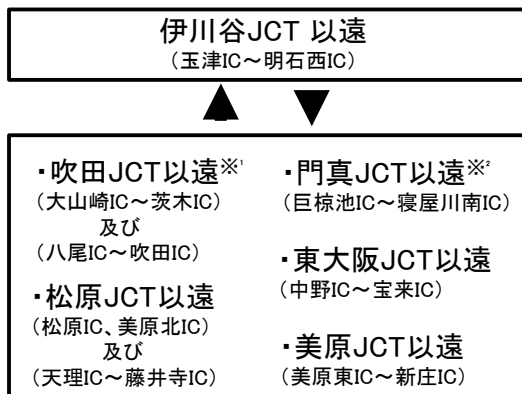 伊川谷JCT 以遠
(玉津IC～明石西IC)
・吹田JCT以遠※¹
(大山崎IC～茨木IC)
及び
(八尾IC～吹田IC)
・松原JCT以遠
(松原IC、美原北IC)
及び
(天理IC～藤井寺IC)
・門真JCT以遠※²
(巨椋池IC～寝屋川南IC)
・東大阪JCT以遠
(中野IC～宝来IC)
・美原JCT以遠
(美原東IC～新庄IC)